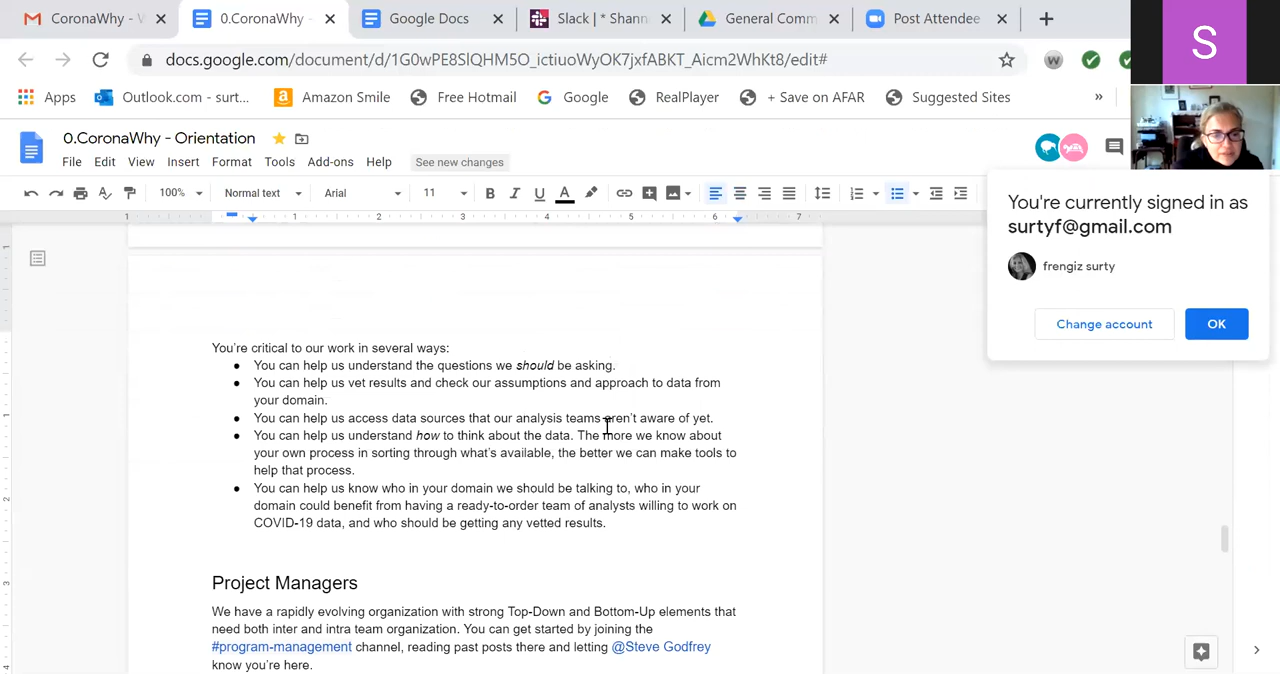 CoronaWhy - W
0.CoronaWhy -
Google Docs
Slack | * Shann
General Comm
Post Attendee
S
docs.google.com/document/d/1G0wPE8SlQHM5O_ictiuoWyOK7jxfABKT_Aicm2WhKt8/edit#
W
Apps
Outlook.com - surt...
Amazon Smile
Free Hotmail
Google
RealPlayer
+ Save on AFAR
Suggested Sites
»
0.CoronaWhy - Orientation
File Edit View Insert Format Tools Add-ons Help
See new changes
100%
Normal text
Arial
11
B I U A
1 1 2 3 4 5 6 7
You're currently signed in as
surtyf@gmail.com
frengiz surty
Change account
OK
You're critical to our work in several ways:
● You can help us understand the questions we should be asking.
● You can help us vet results and check our assumptions and approach to data from
your domain.
● You can help us access data sources that our analysis teams aren't aware of yet.
● You can help us understand how to think about the data. The more we know about
your own process in sorting through what's available, the better we can make tools to
help that process.
● You can help us know who in your domain we should be talking to, who in your
domain could benefit from having a ready-to-order team of analysts willing to work on
COVID-19 data, and who should be getting any vetted results.
Project Managers
We have a rapidly evolving organization with strong Top-Down and Bottom-Up elements that
need both inter and intra team organization. You can get started by joining the
#program-management channel, reading past posts there and letting @Steve Godfrey
know you're here.